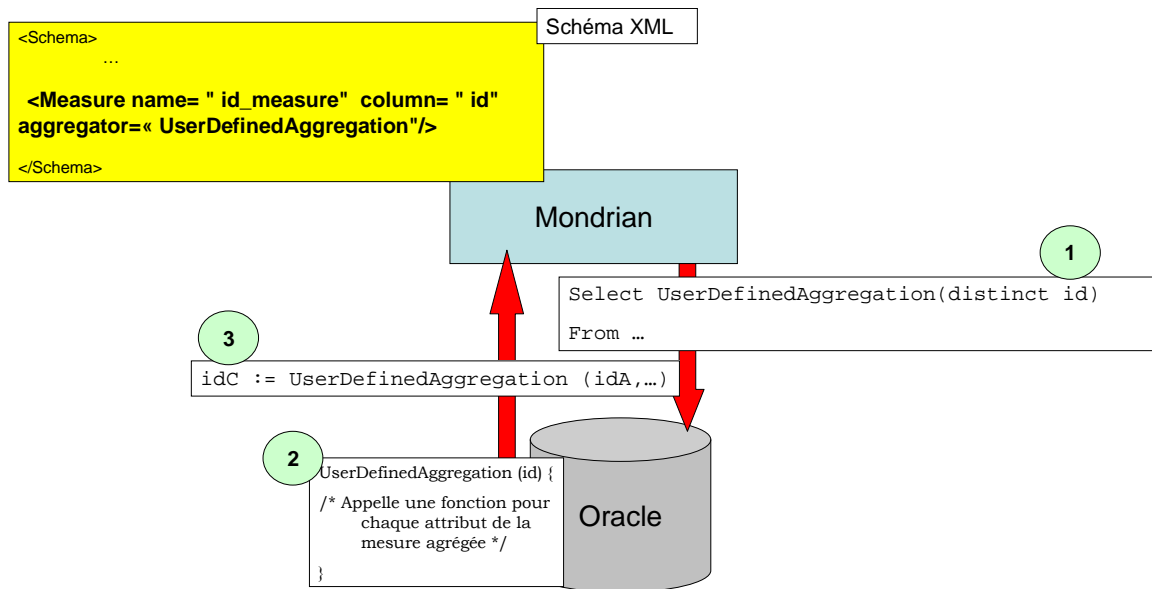 Schéma XML
<Schema>
…
<Measure name= " id_measure"  column= " id"
aggregator=« UserDefinedAggregation"/>
</Schema>
Mondrian
1
Select UserDefinedAggregation(distinct id)
From …
3
idC := UserDefinedAggregation (idA,…)
2
UserDefinedAggregation (id) {
/* Appelle une fonction pour
chaque attribut de la
mesure agrégée */
}
Oracle